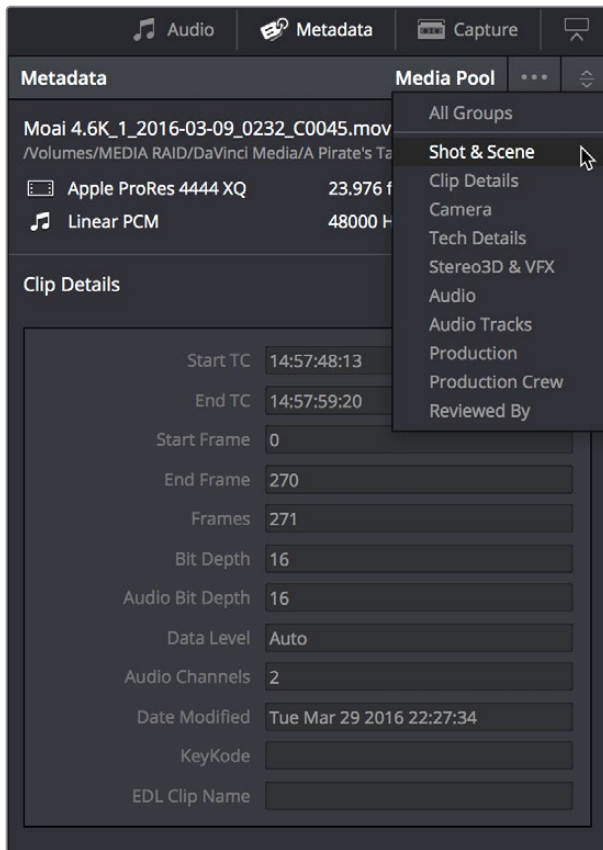 Audio Metadata Capture
Metadata Media Pool
Moai 4.6K_1_2016-03-09_0232_C0045.mov
/Volumes/MEDIA RAID/DaVinci Media/A Pirate's Ta
Apple ProRes 4444 XQ 23.976 f
Linear PCM 48000 H
All Groups
Shot & Scene
Clip Details
Camera
Tech Details
Stereo3D & VFX
Audio
Audio Tracks
Production
Production Crew
Reviewed By
Clip Details
Start TC 14:57:48:13
End TC 14:57:59:20
Start Frame 0
End Frame 270
Frames 271
Bit Depth 16
Audio Bit Depth 16
Data Level Auto
Audio Channels 2
Date Modified Tue Mar 29 2016 22:27:34
KeyKode
EDL Clip Name